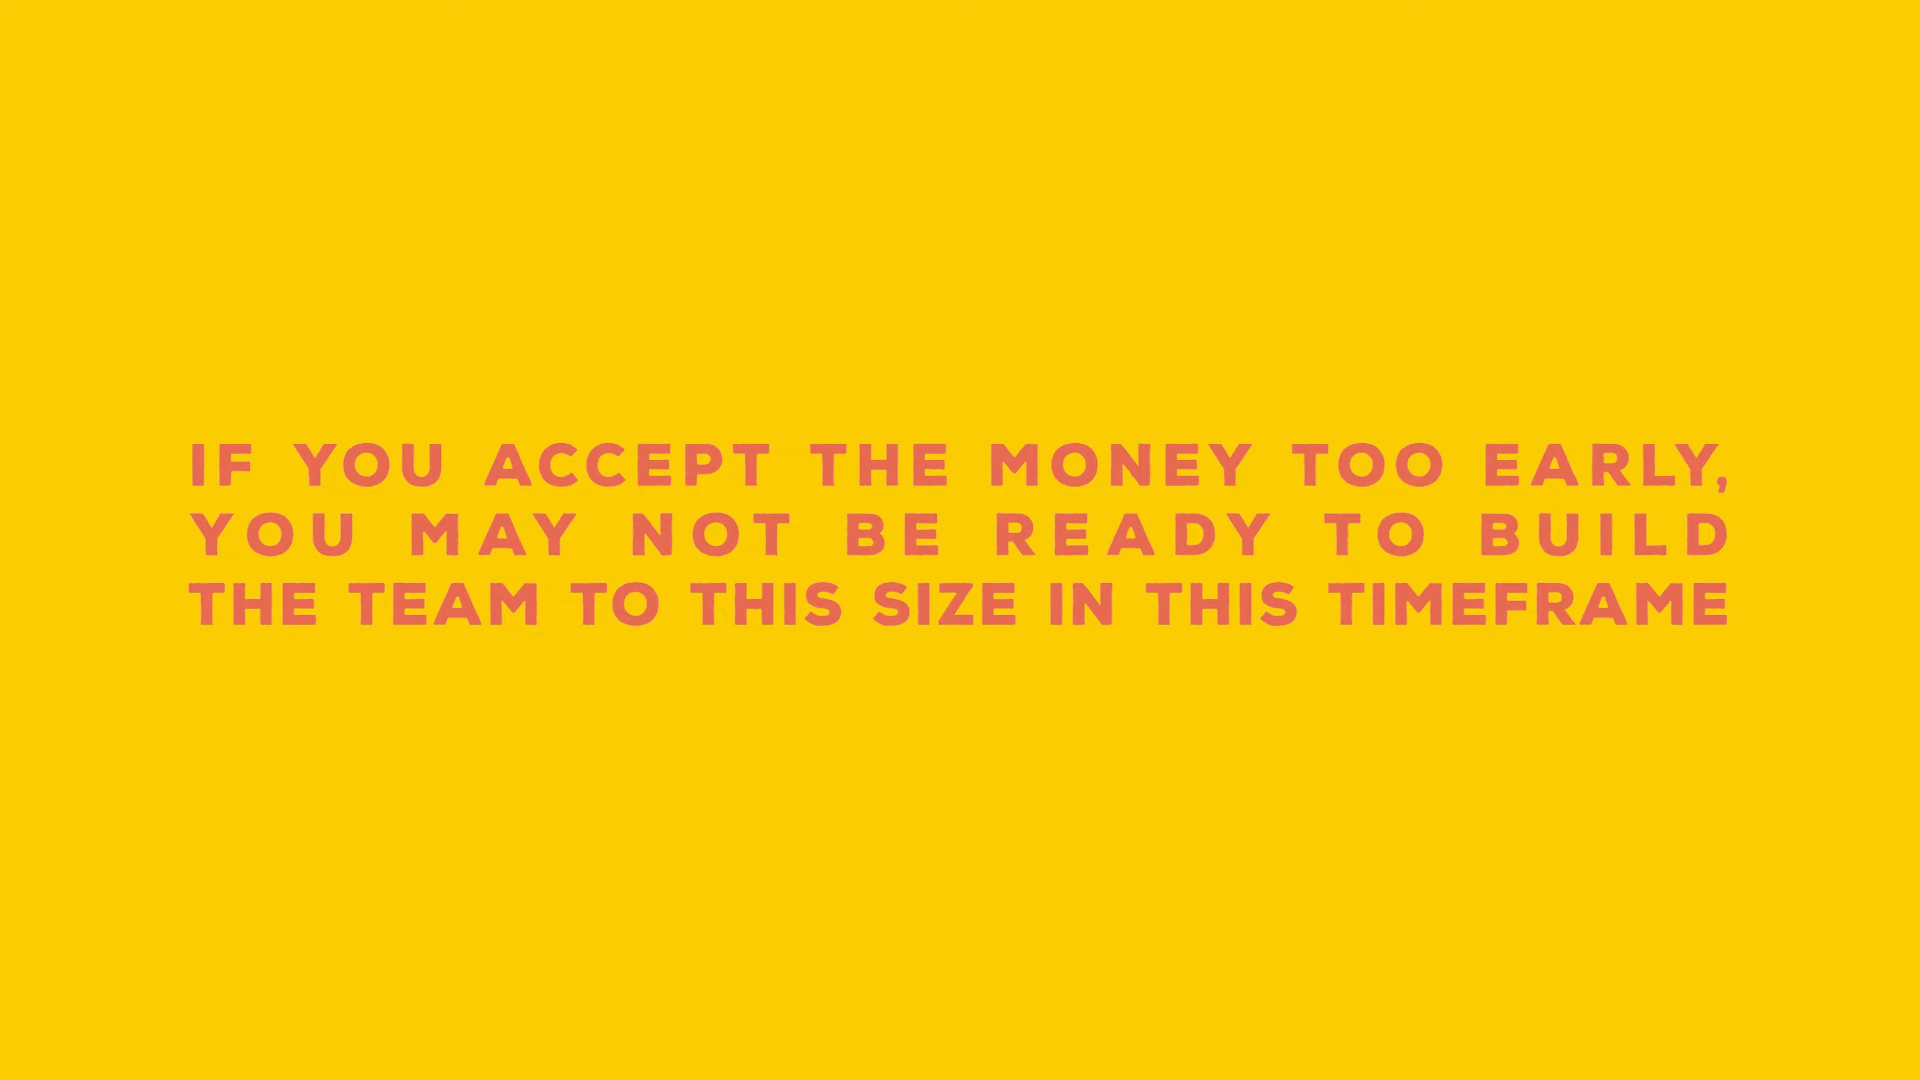 IF YOU ACCEPT THE MONEY TOO EARLY,
YOU MAY NOT BE READY TO BUILD
THE TEAM TO THIS SIZE IN THIS TIMEFRAME